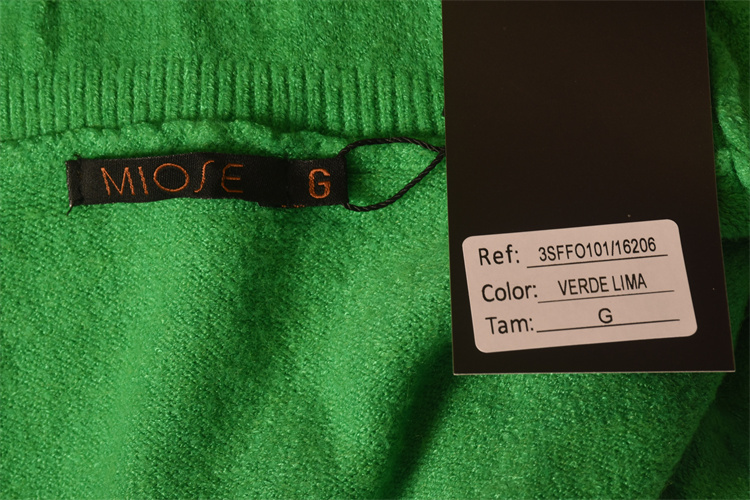 MIOSE G
Ref: 3SFFO101/16206
Color: VERDE LIMA
Tam: G